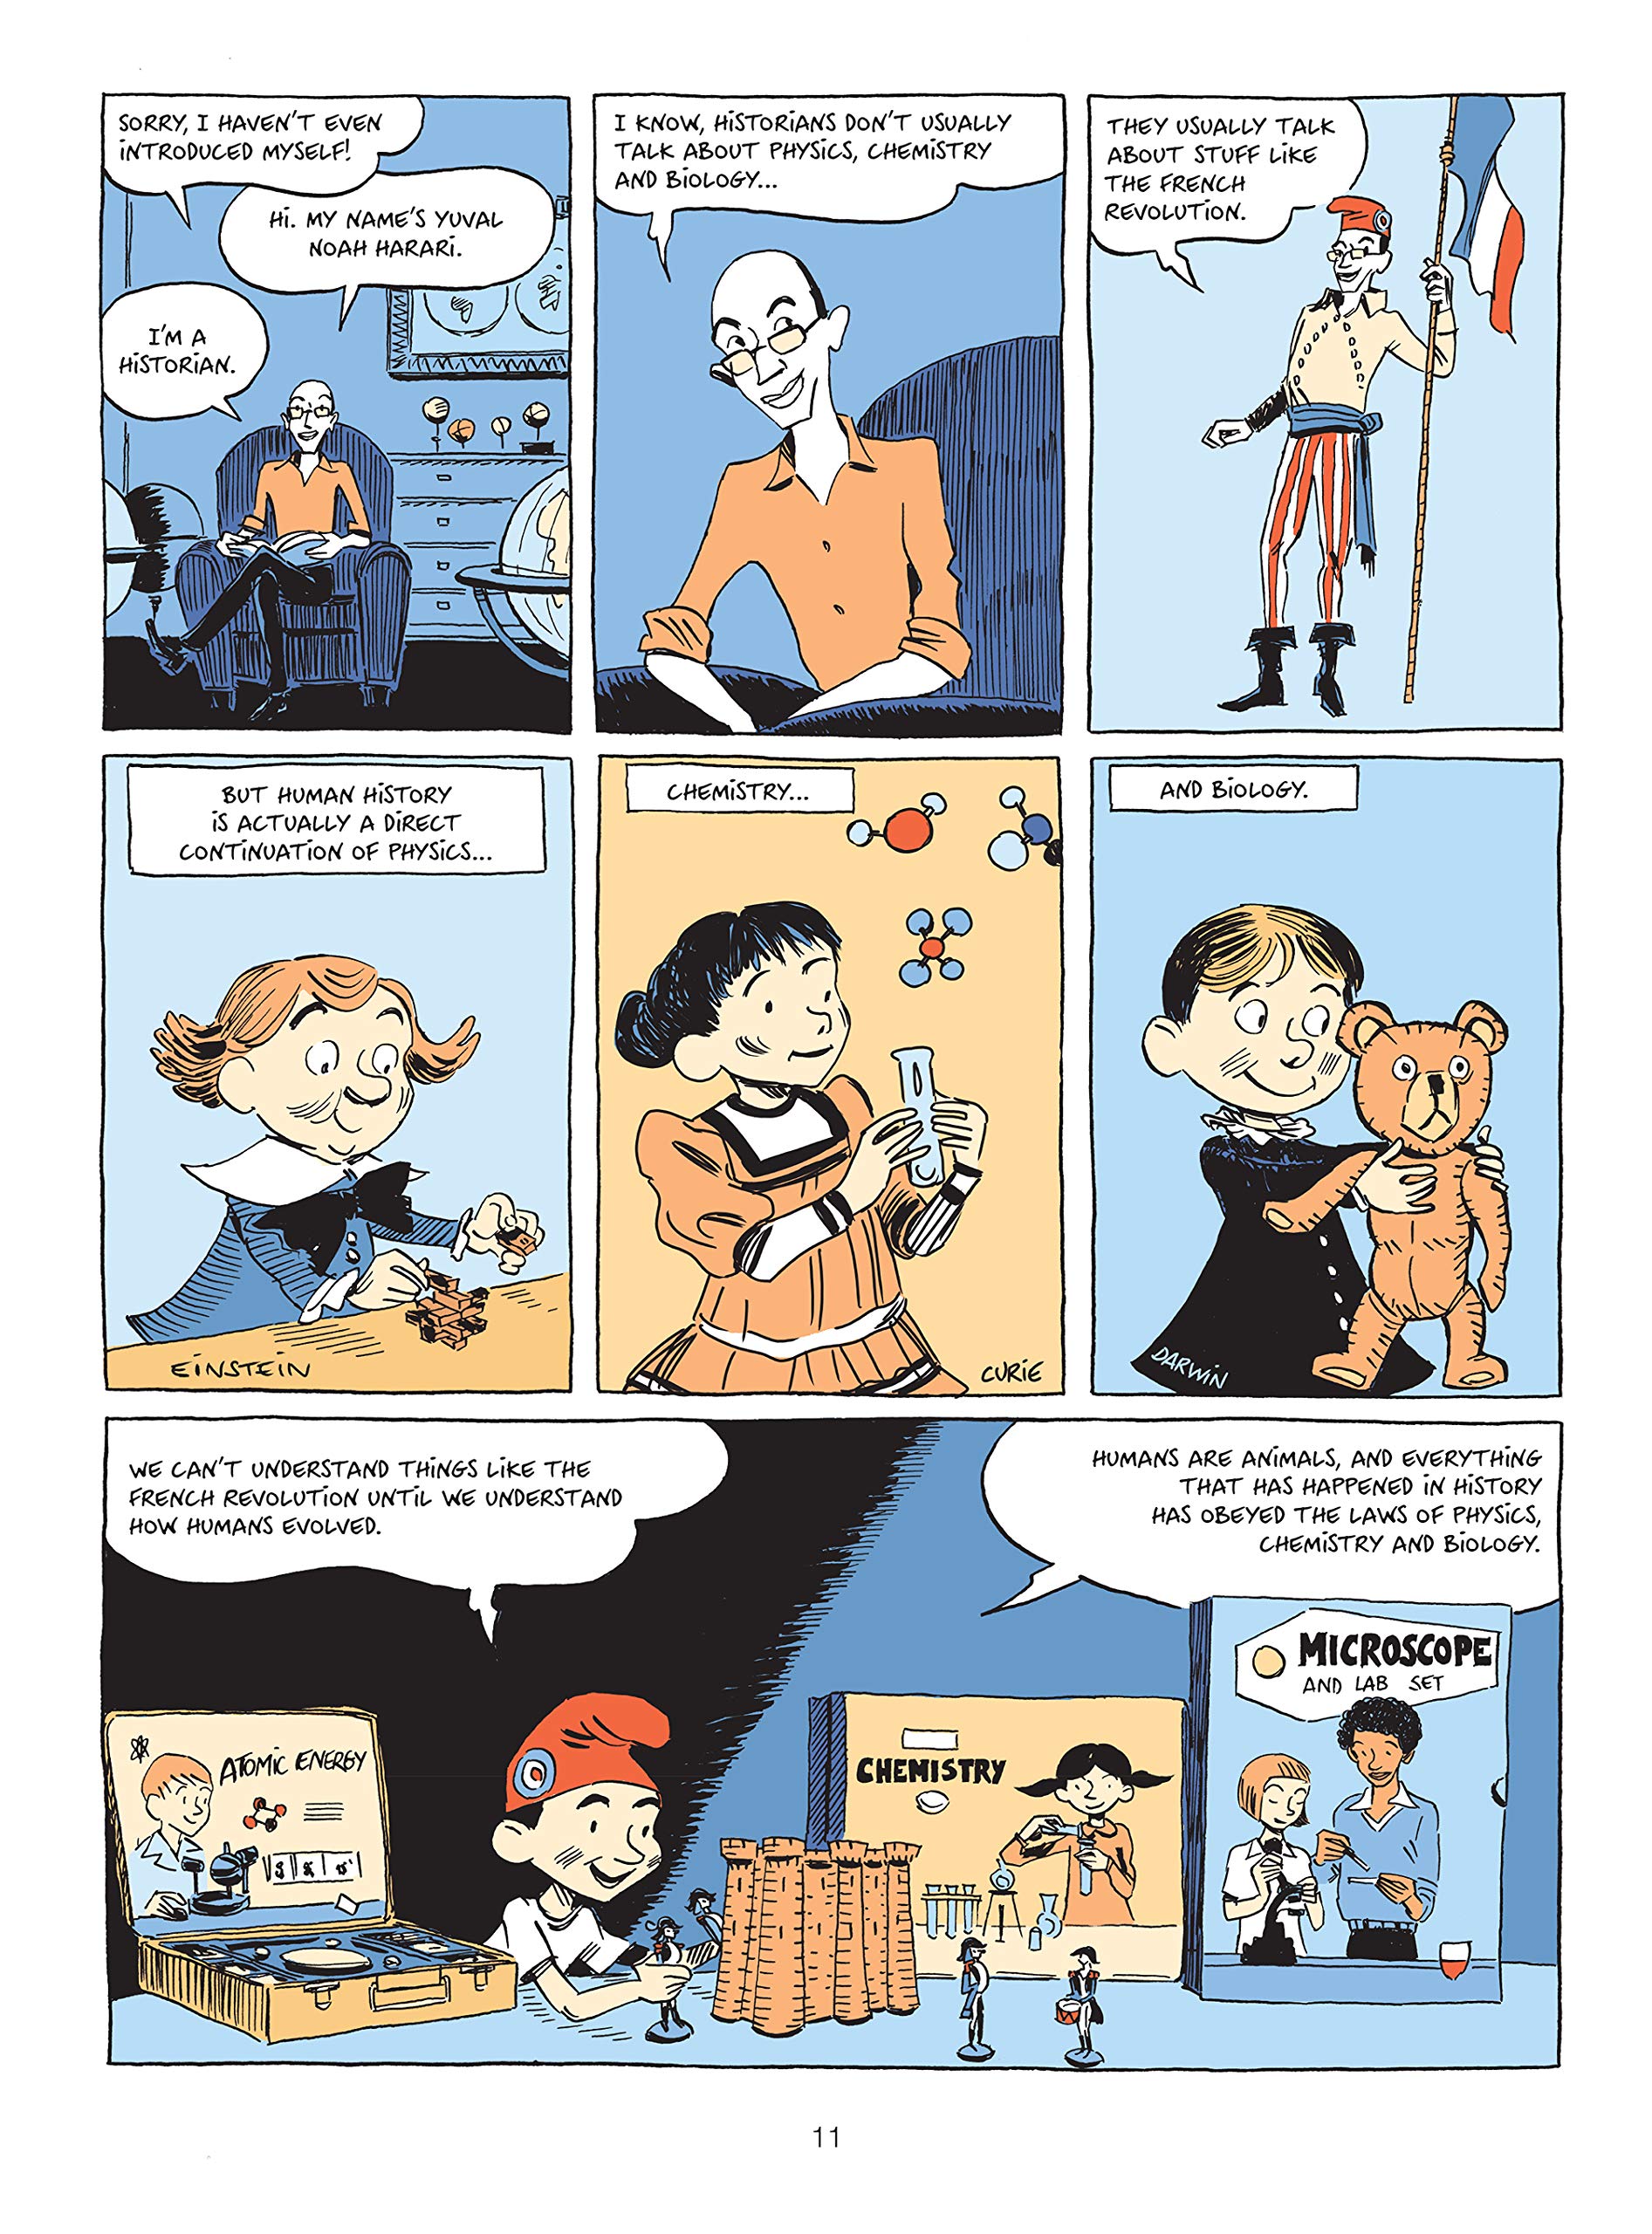 SORRY, I HAVEN'T EVEN
INTRODUCED MYSELF!
HI. MY NAME'S YUVAL
NOAH HARARI.
I'M A
HISTORIAN.
I KNOW, HISTORIANS DON'T USUALLY
TALK ABOUT PHYSICS, CHEMISTRY
AND BIOLOGY...
THEY USUALLY TALK
ABOUT STUFF LIKE
THE FRENCH
REVOLUTION.
BUT HUMAN HISTORY
IS ACTUALLY A DIRECT
CONTINUATION OF PHYSICS...
EINSTEIN
CHEMISTRY...
CURIE
AND BIOLOGY.
DARWIN
WE CAN'T UNDERSTAND THINGS LIKE THE
FRENCH REVOLUTION UNTIL WE UNDERSTAND
HOW HUMANS EVOLVED.
HUMANS ARE ANIMALS, AND EVERYTHING
THAT HAS HAPPENED IN HISTORY
HAS OBEYED THE LAWS OF PHYSICS,
CHEMISTRY AND BIOLOGY.
ATOMIC ENERGY
CHEMISTRY
MICROSCOPE
AND LAB SET
11